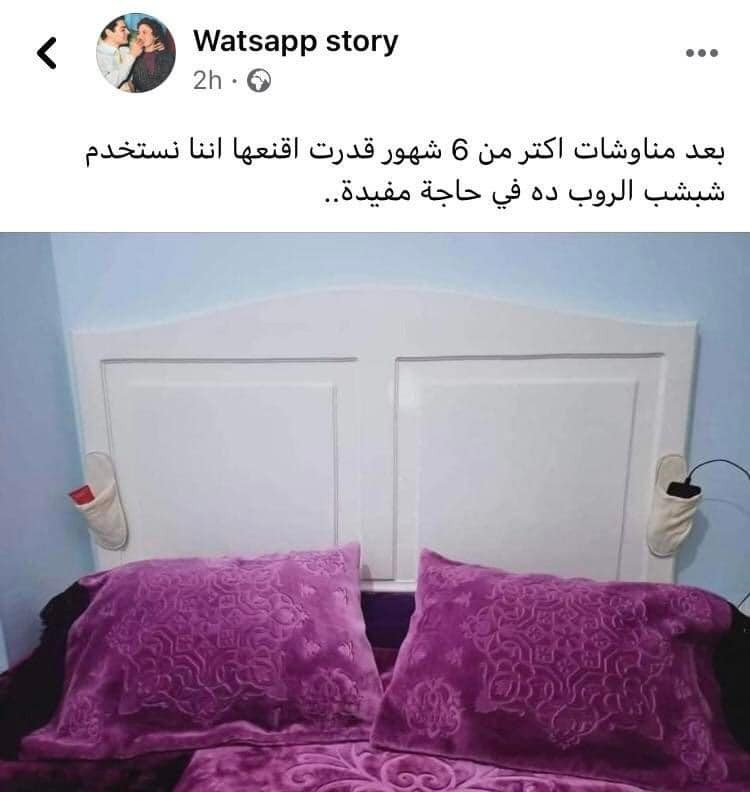 Watsapp story
2h ·
بعد مناوشات اكتر من 6 شهور قدرت اقنعها اننا نستخدم
شبشب الروب ده في حاجة مفيدة..